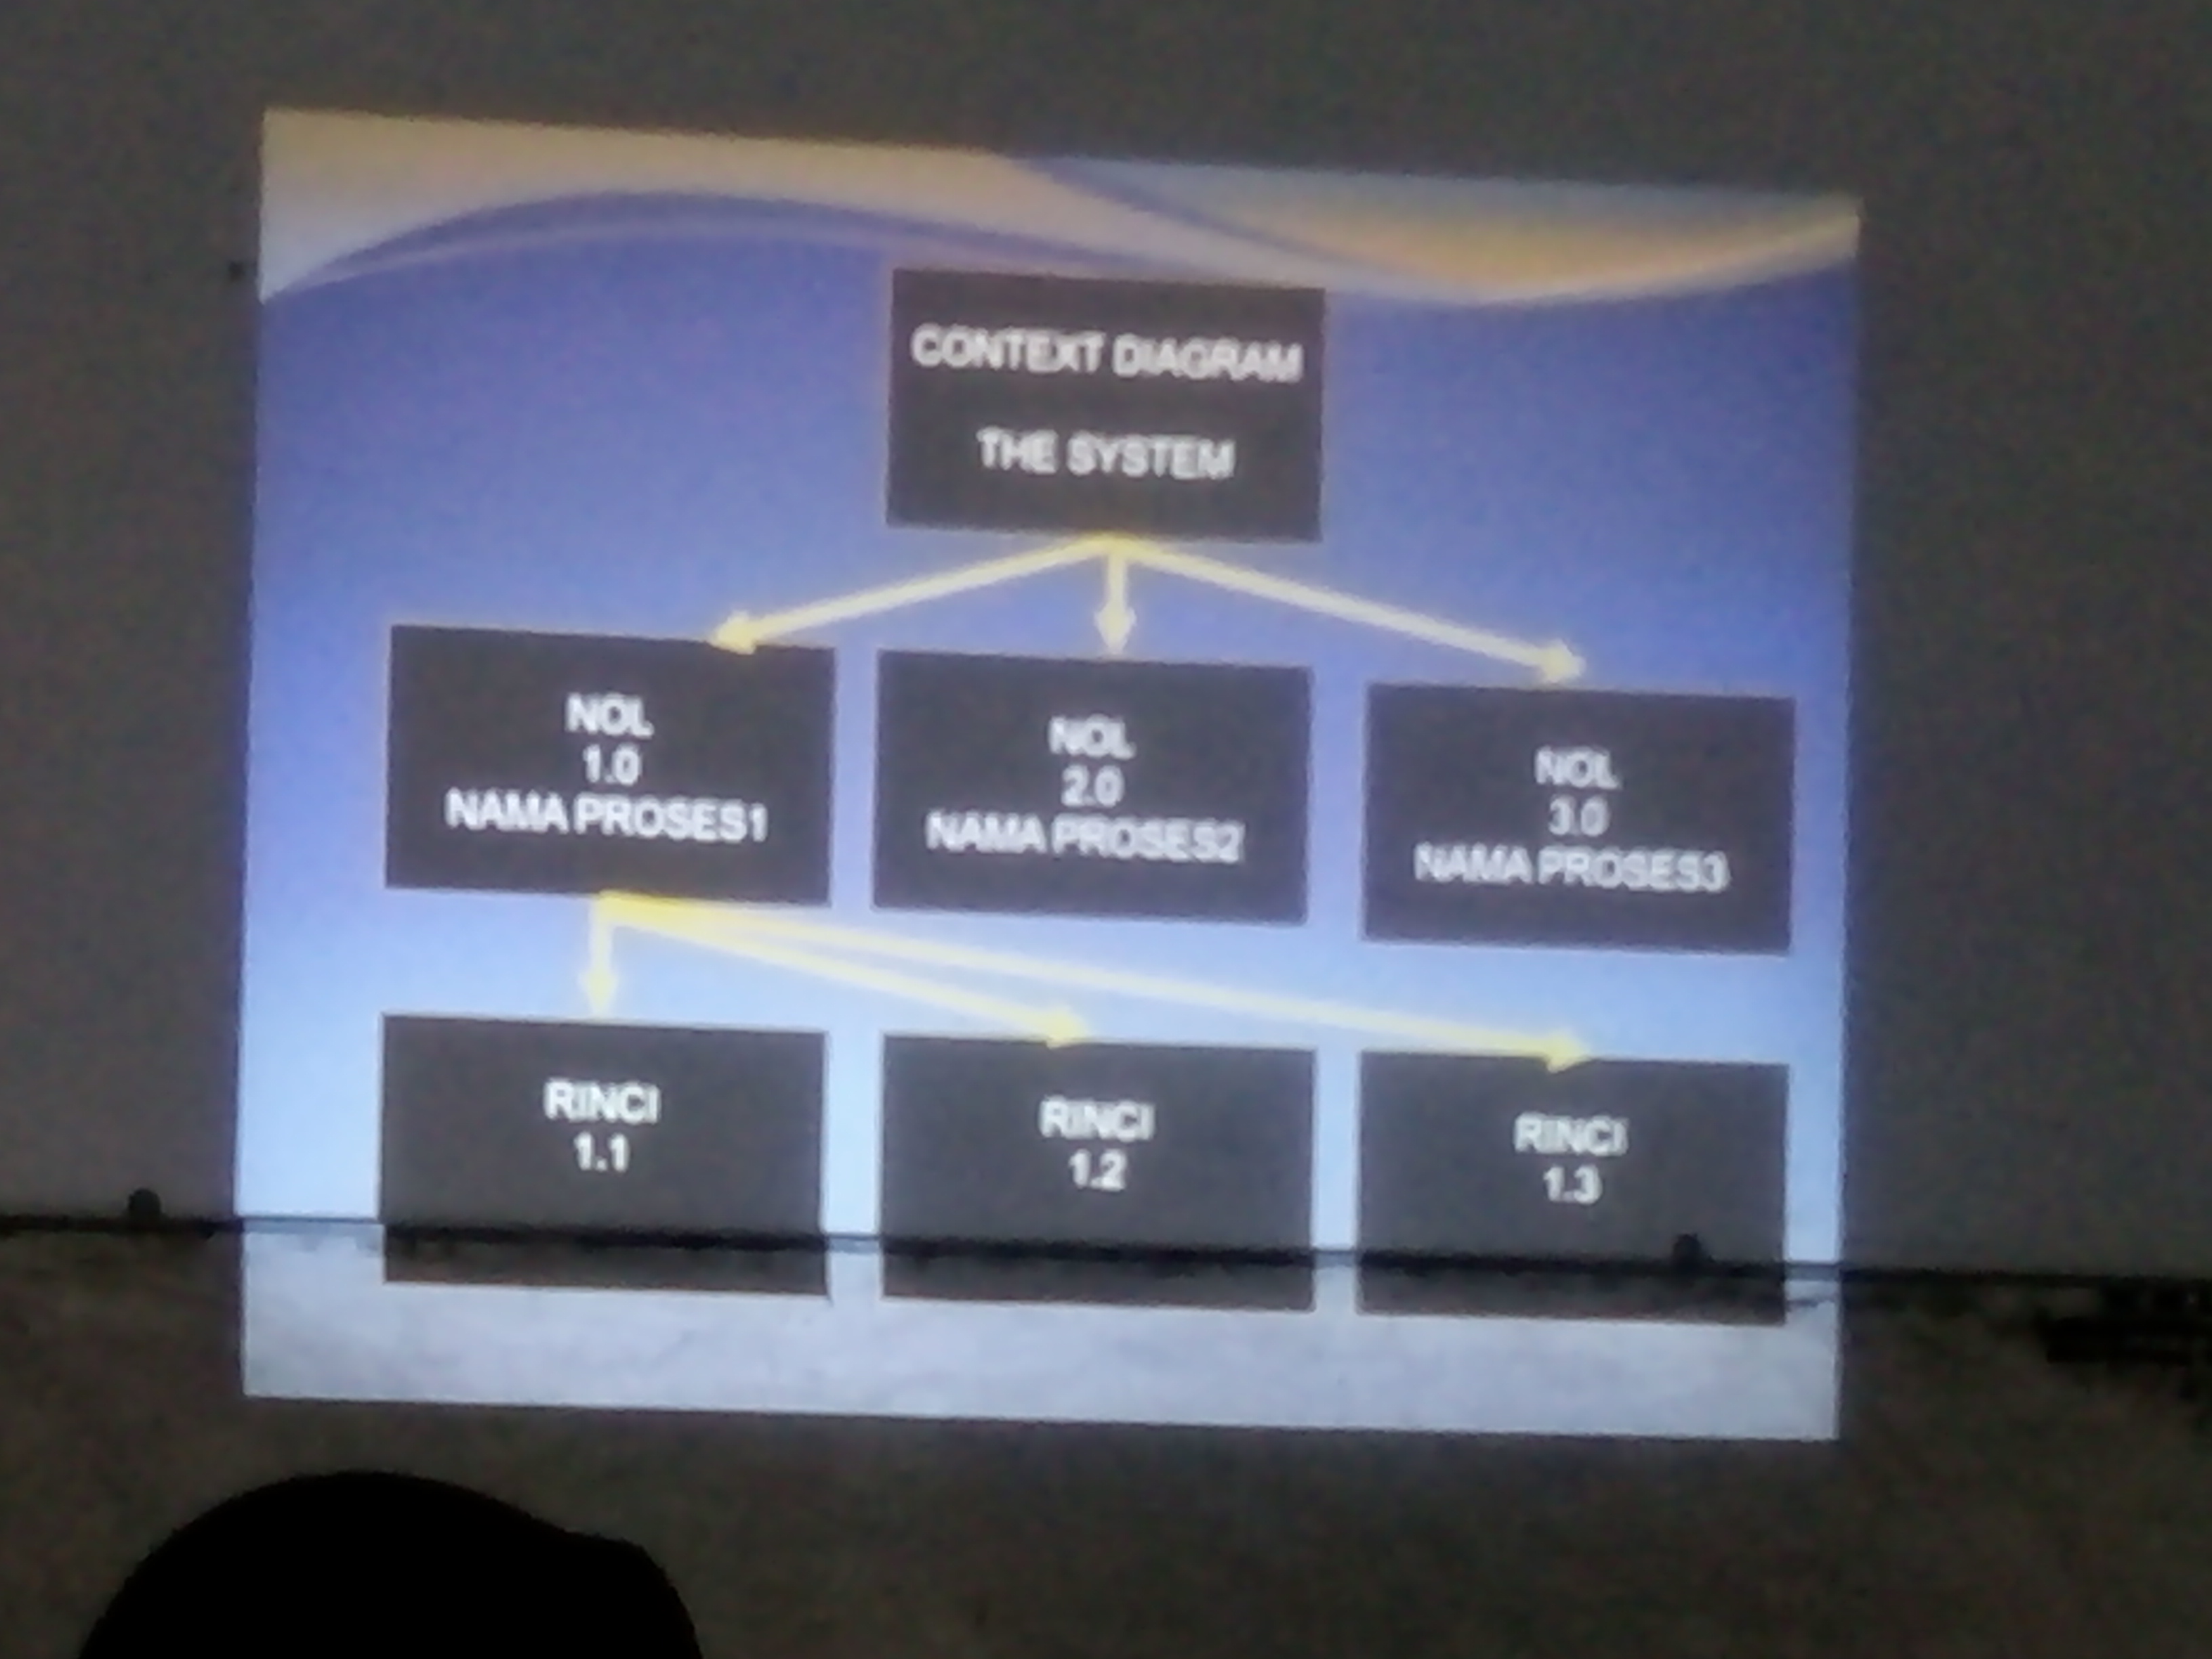 CONTEXT DIAGRAM
THE SYSTEM
NOL
1.0
NAMA PROSES1
NOL
2.0
NAMA PROSES2
NOL
3.0
NAMA PROSES3
RINCI
1.1
RINCI
1.2
RINCI
1.3